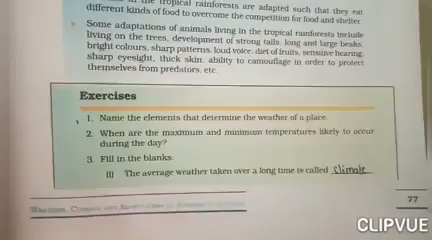 the tropical rainforests are adapted such that they eat
different kinds of food to overcome the competition for food and shelter.
Some adaptations of animals living in the tropical rainforests include
living on the trees, development of strong tails, long and large beaks,
bright colours, sharp patterns, loud voice, diet of fruits, sensitive hearing,
sharp eyesight, thick skin, ability to camouflage in order to protect
themselves from predators, etc.
Exercises
1. Name the elements that determine the weather of a place.
2. When are the maximum and minimum temperatures likely to occur
during the day?
3. Fill in the blanks:
(i) The average weather taken over a long time is called climate
77
CLIPVUE